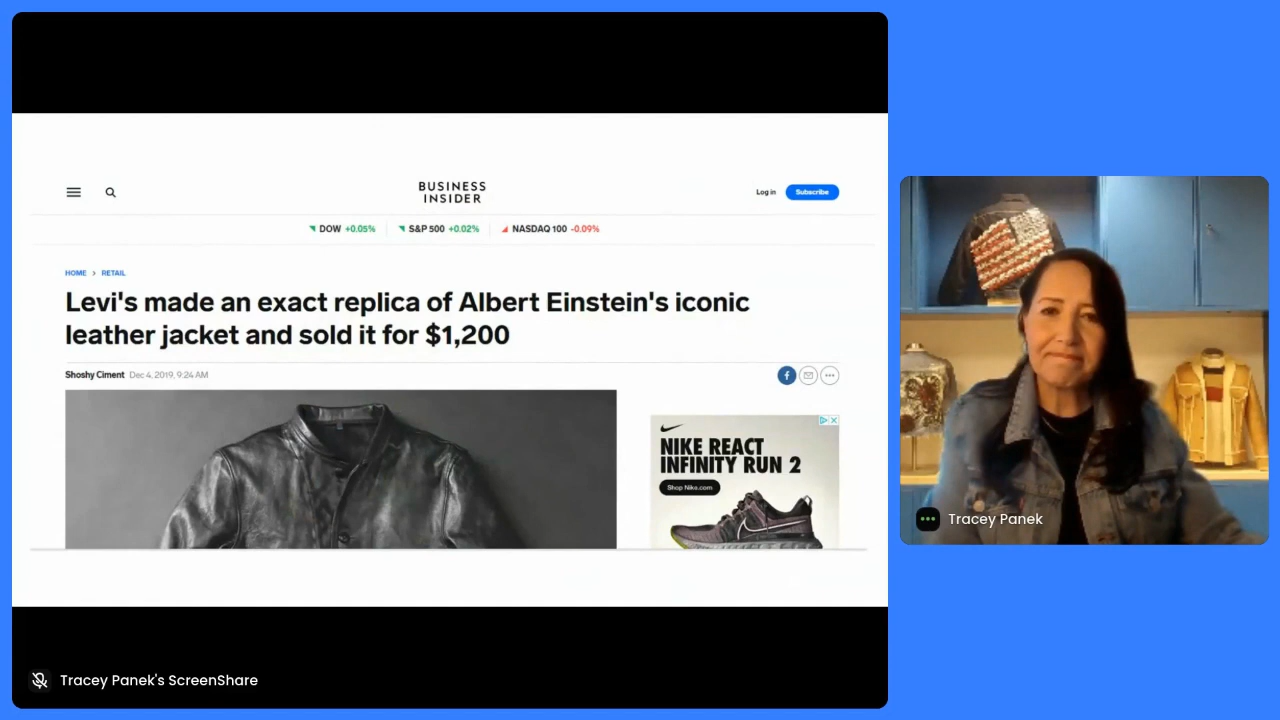 BUSINESS
INSIDER
Log in
Subscribe
DOW +0.05% S&P 500 +0.02% NASDAQ 100 -0.09%
HOME > RETAIL
Levi's made an exact replica of Albert Einstein's iconic
leather jacket and sold it for $1,200
Shoshy Ciment Dec 4, 2019, 9:24 AM
NIKE REACT
INFINITY RUN 2
Shop Nike.com
Tracey Panek
Tracey Panek's ScreenShare